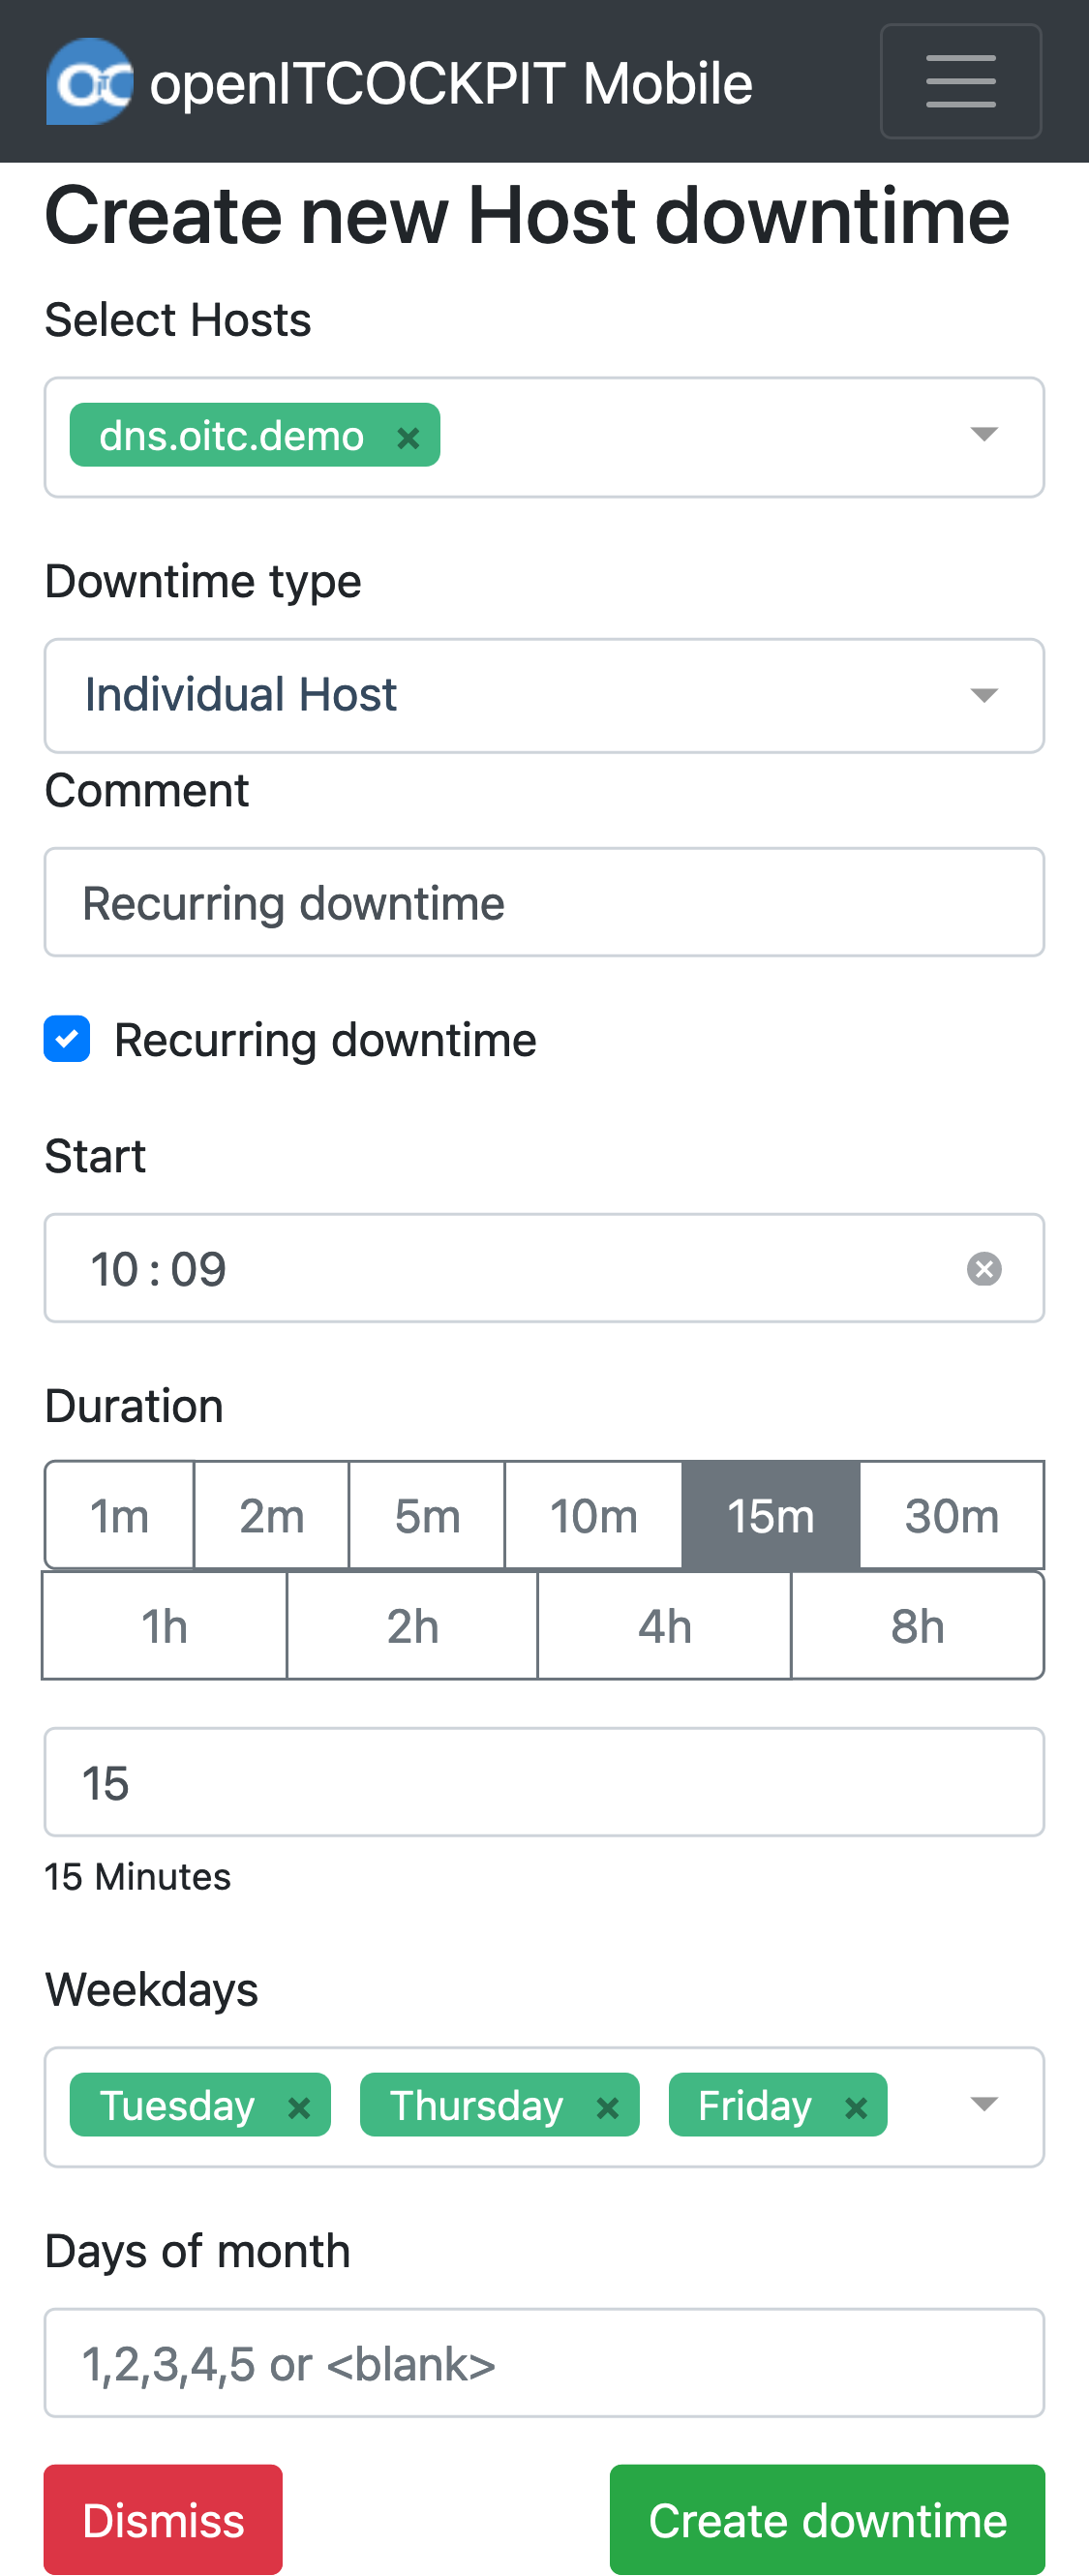 openITCOCKPIT Mobile
Create new Host downtime
Select Hosts
dns.oitc.demo ×
Downtime type
Individual Host
Comment
Recurring downtime
Recurring downtime
Start
10 : 09
Duration
1m 2m 5m 10m 15m 30m
1h 2h 4h 8h
15
15 Minutes
Weekdays
Tuesday × Thursday × Friday ×
Days of month
1,2,3,4,5 or <blank>
Dismiss Create downtime